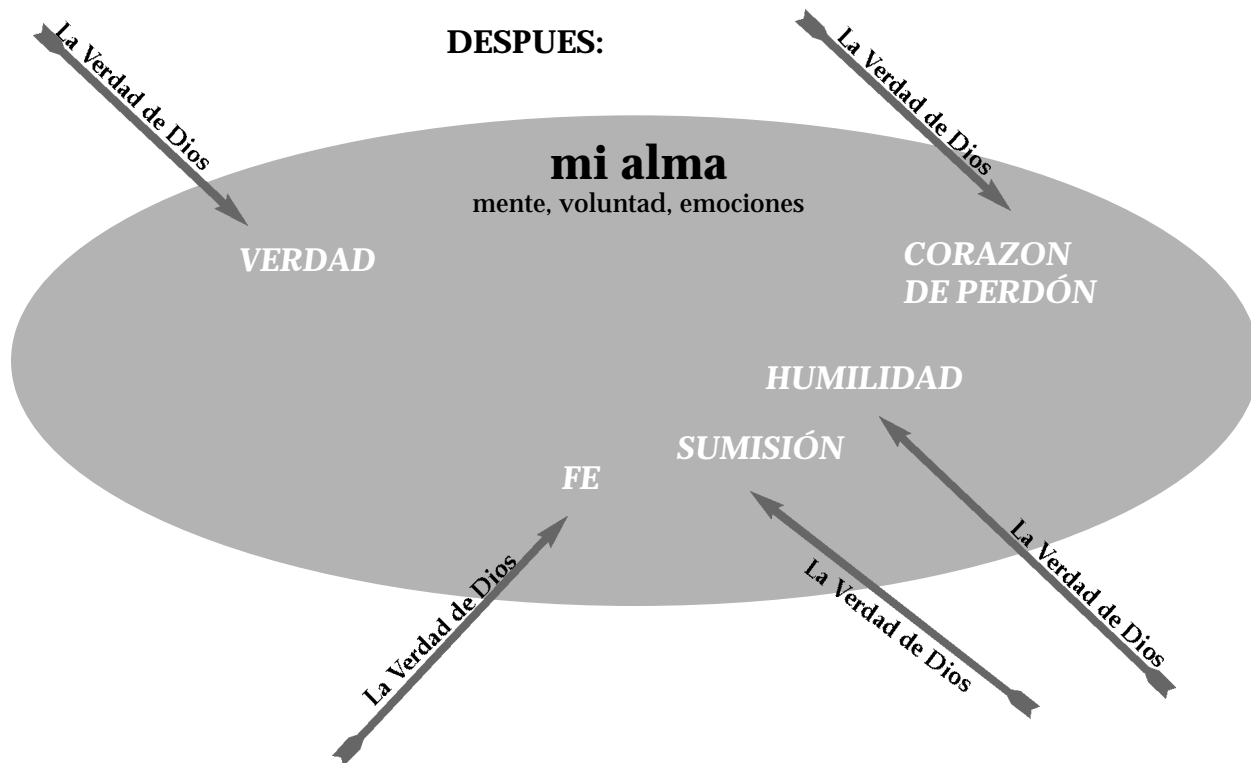 DESPUES:
La Verdad de Dios
La Verdad de Dios
mi alma
mente, voluntad, emociones
VERDAD
CORAZON
DE PERDÓN
HUMILIDAD
SUMISIÓN
FE
La Verdad de Dios
La Verdad de Dios
La Verdad de Dios